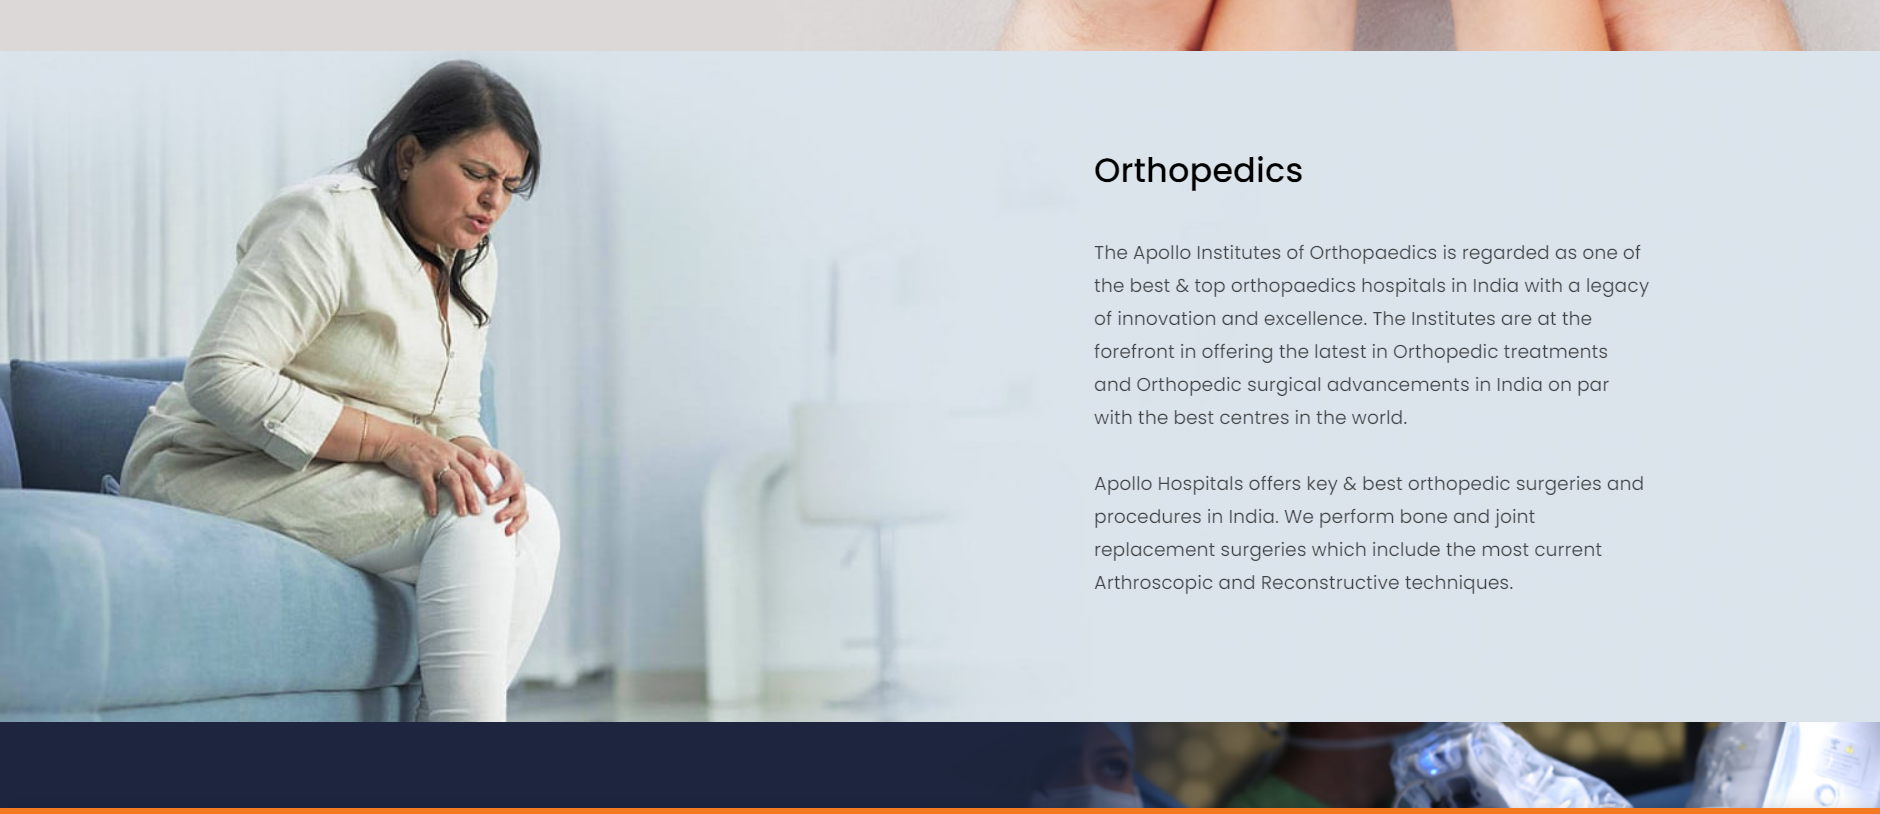 Orthopedics
The Apollo Institutes of Orthopaedics is regarded as one of
the best & top orthopaedics hospitals in India with a legacy
of innovation and excellence. The Institutes are at the
forefront in offering the latest in Orthopedic treatments
and Orthopedic surgical advancements in India on par
with the best centres in the world.
Apollo Hospitals offers key & best orthopedic surgeries and
procedures in India. We perform bone and joint
replacement surgeries which include the most current
Arthroscopic and Reconstructive techniques.